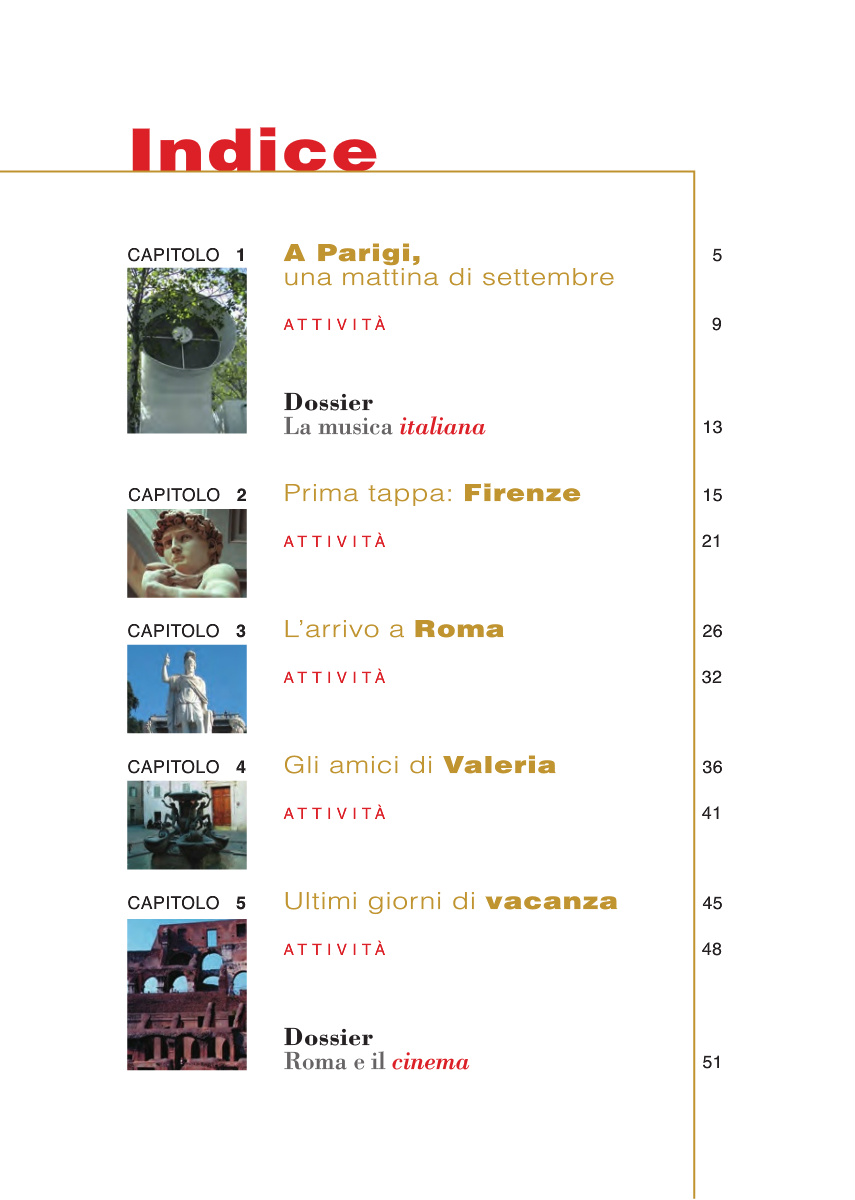 Indice
CAPITOLO 1 A Parigi, 5
una mattina di settembre
ATTIVITÀ 9
Dossier
La musica italiana 13
CAPITOLO 2 Prima tappa: Firenze 15
ATTIVITÀ 21
CAPITOLO 3 L'arrivo a Roma 26
ATTIVITÀ 32
CAPITOLO 4 Gli amici di Valeria 36
ATTIVITÀ 41
CAPITOLO 5 Ultimi giorni di vacanza 45
ATTIVITÀ 48
Dossier
Roma e il cinema 51